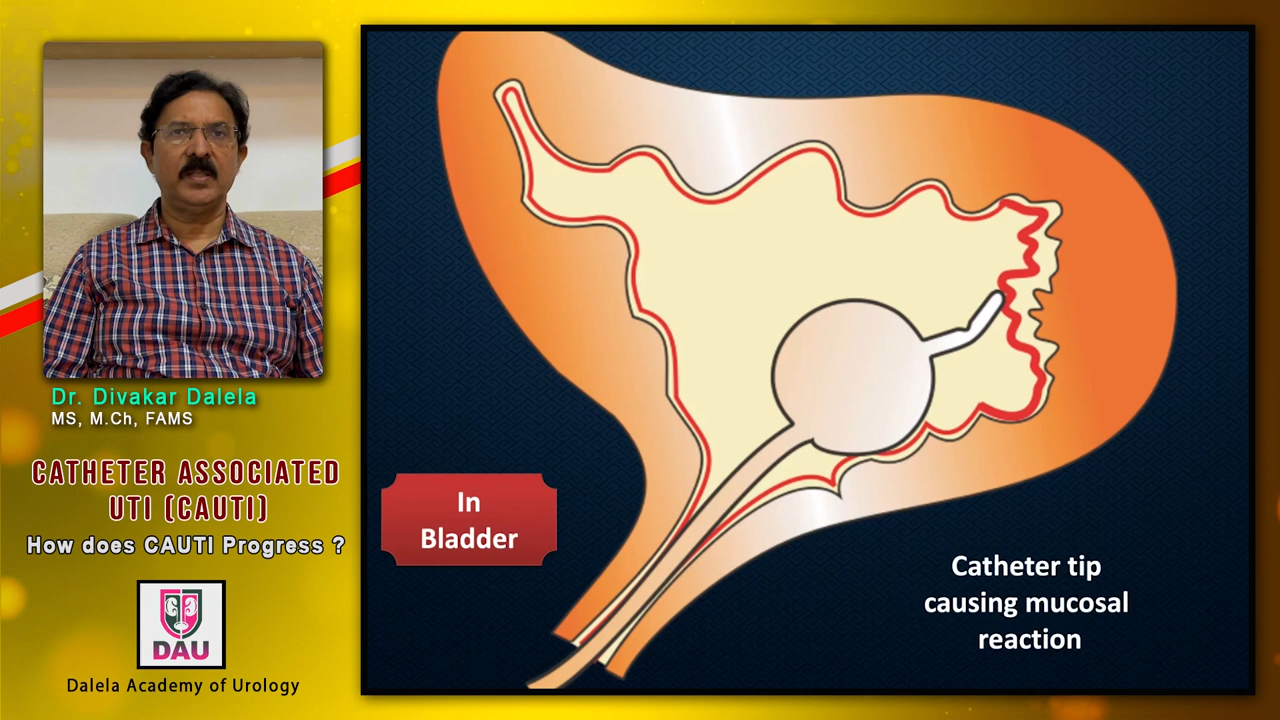 Dr. Divakar Dalela
MS, M.Ch, FAMS
CATHETER ASSOCIATED
UTI (CAUTI)
How does CAUTI Progress ?
DAU
Dalela Academy of Urology
In
Bladder
Catheter tip
causing mucosal
reaction